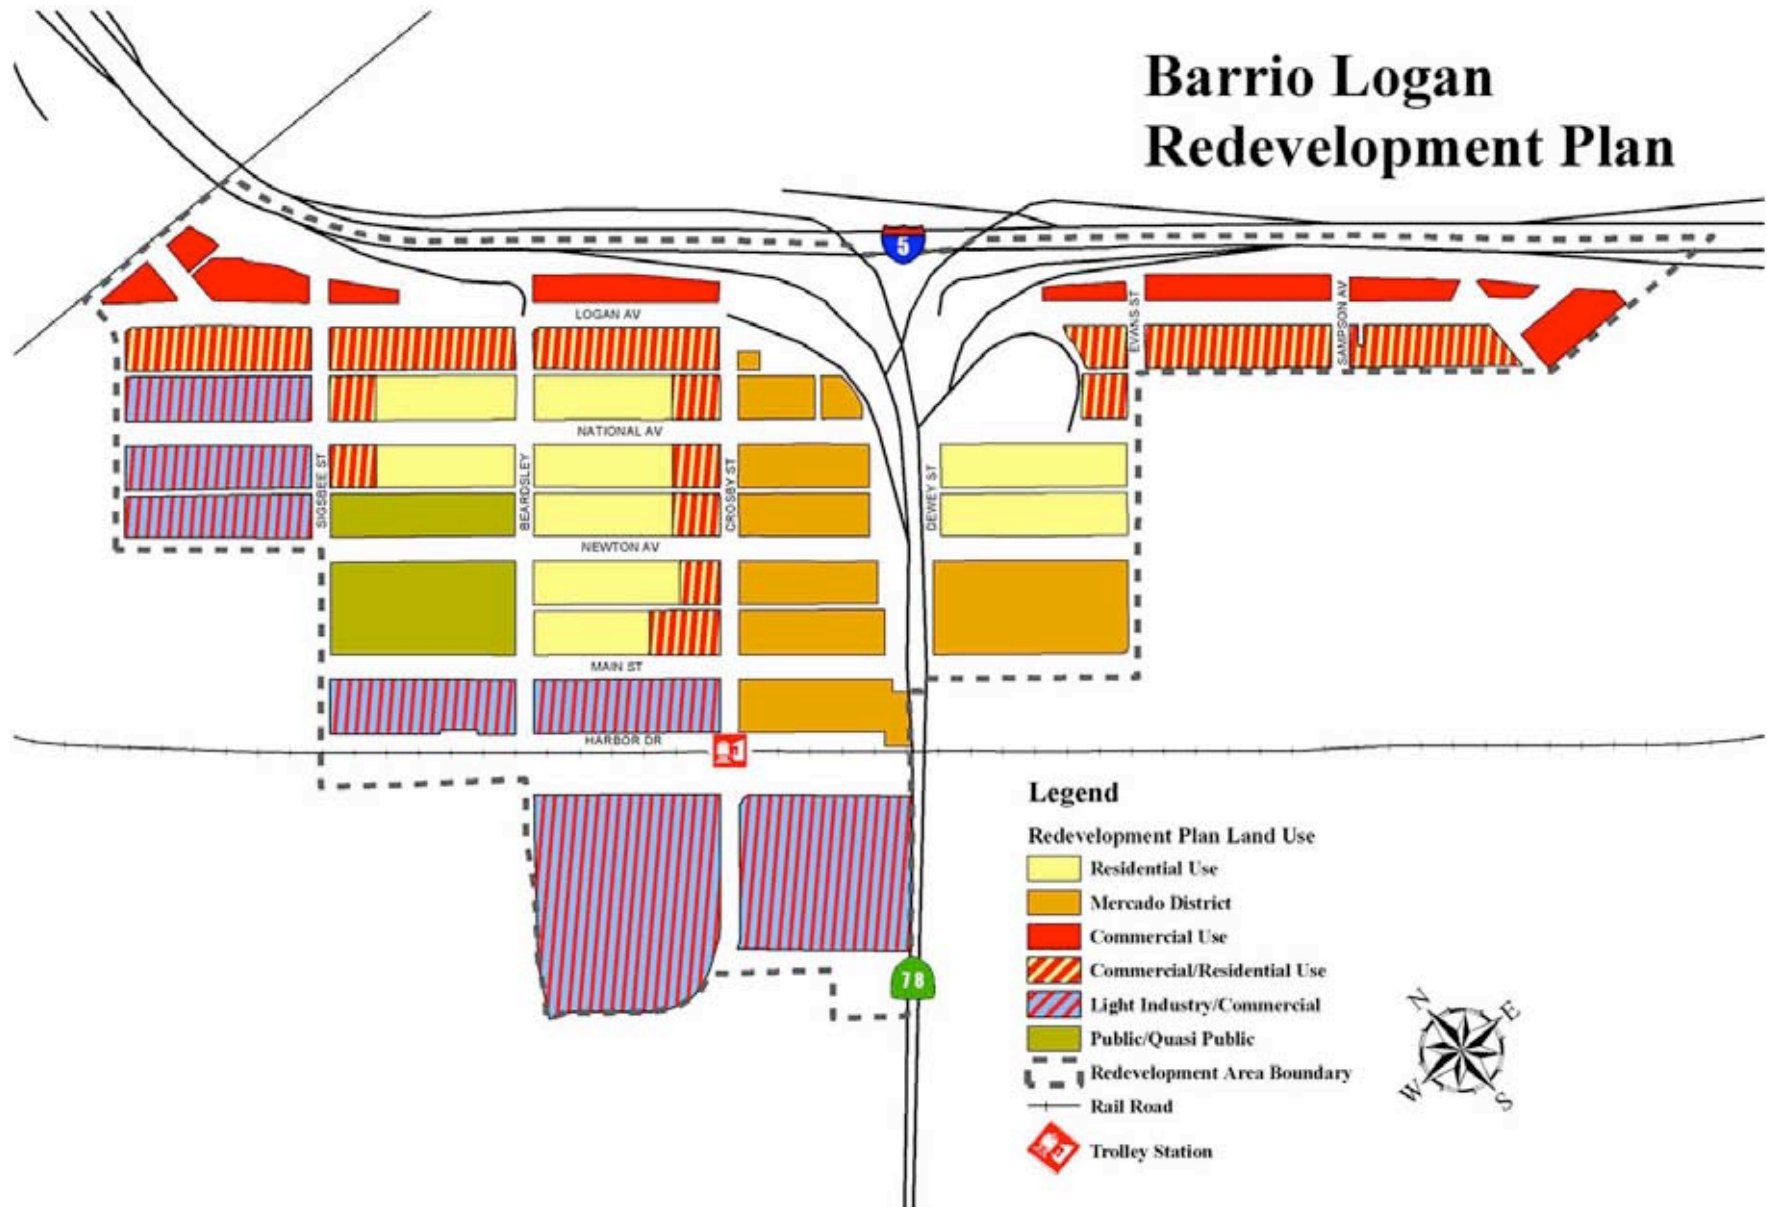 Barrio Logan
Redevelopment Plan
5
LOGAN AV
EVANS ST
SAMPSON AV
NATIONAL AV
SIGSBEE ST
BEARDSLEY
CROSBY ST
DEWEY ST
NEWTON AV
MAIN ST
HARBOR DR
78
Legend
Redevelopment Plan Land Use
Residential Use
Mercado District
Commercial Use
Commercial/Residential Use
Light Industry/Commercial
Public/Quasi Public
Redevelopment Area Boundary
Rail Road
Trolley Station
N
E
W
S